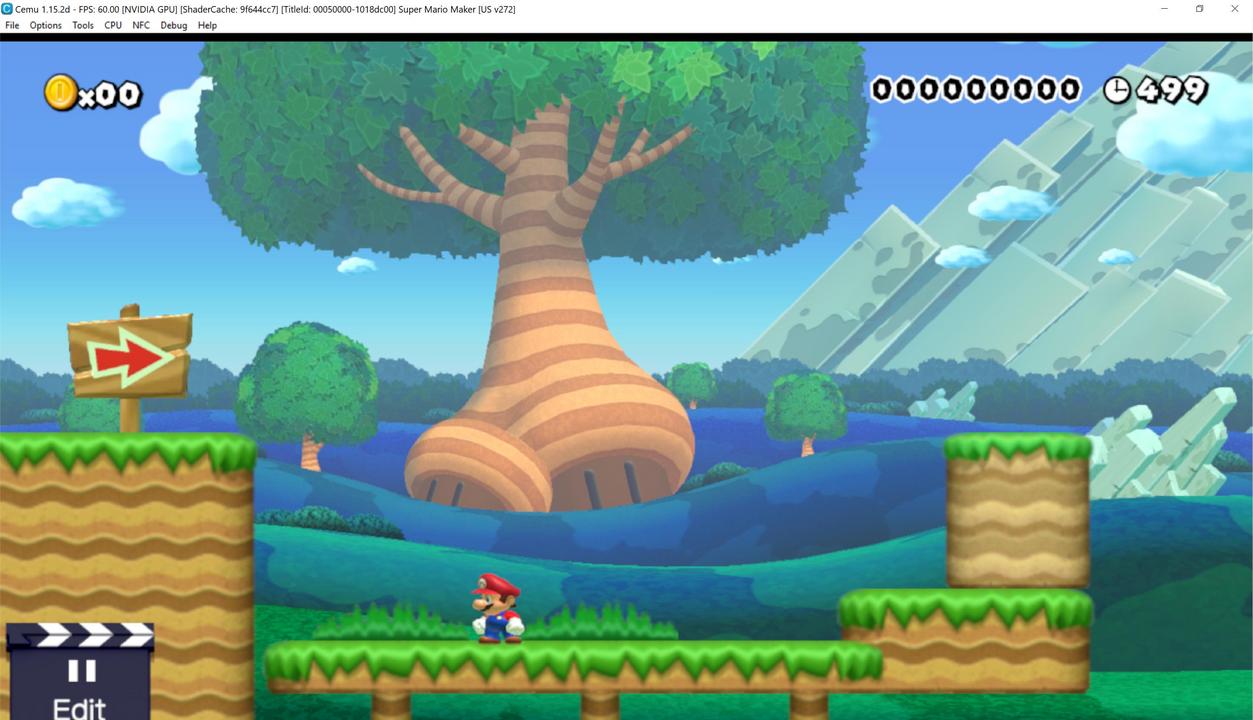 Cemu 1.15.2d - FPS: 60.00 [NVIDIA GPU] [ShaderCache: 9f644cc7] [TitleId: 00050000-1018dc00] Super Mario Maker [US v272]
File Options Tools CPU NFC Debug Help
x00 000000000 499
Edit